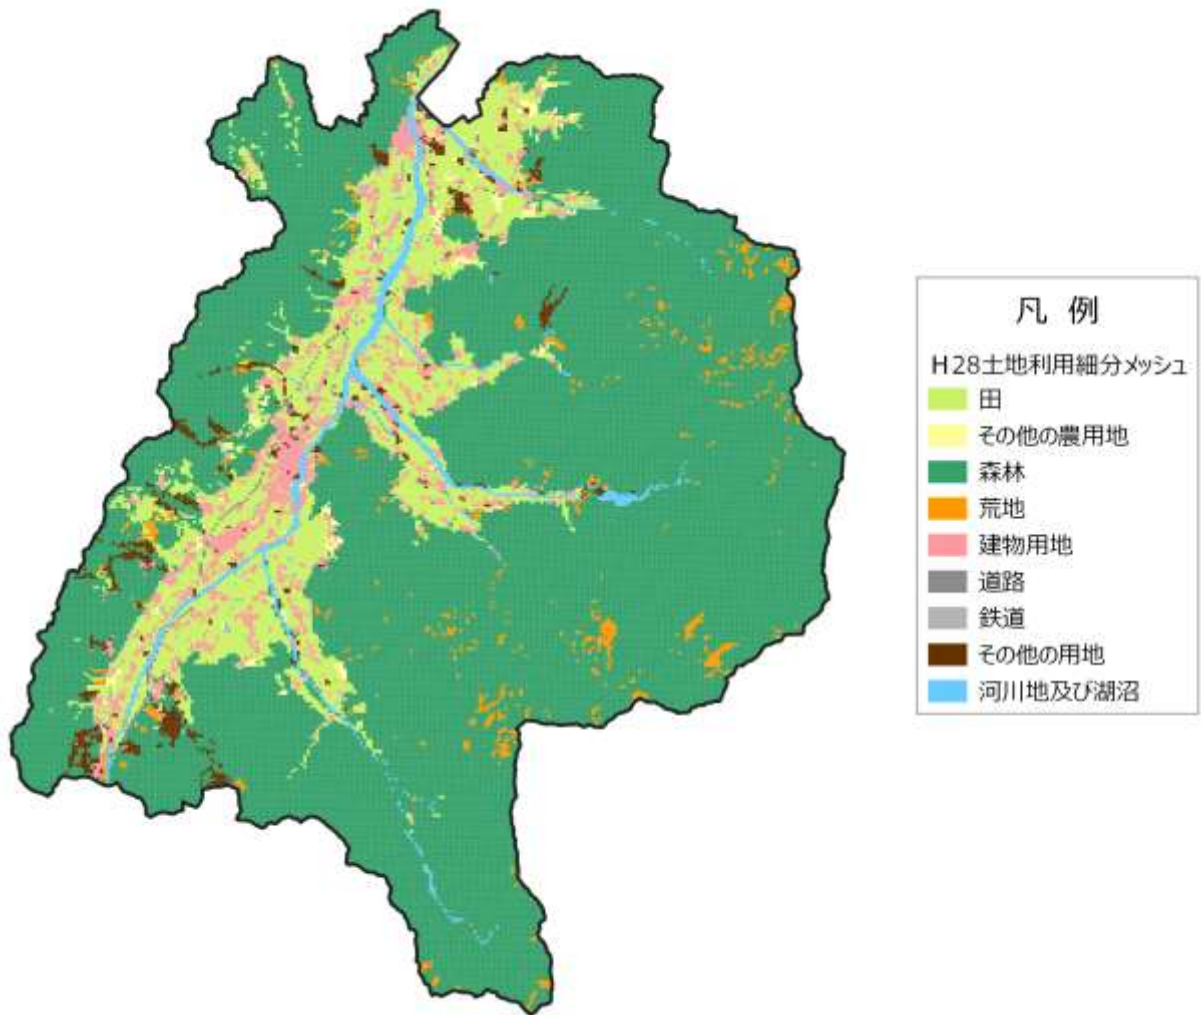 凡 例
H28土地利用細分メッシュ
田
その他の農用地
森林
荒地
建物用地
道路
鉄道
その他の用地
河川地及び湖沼